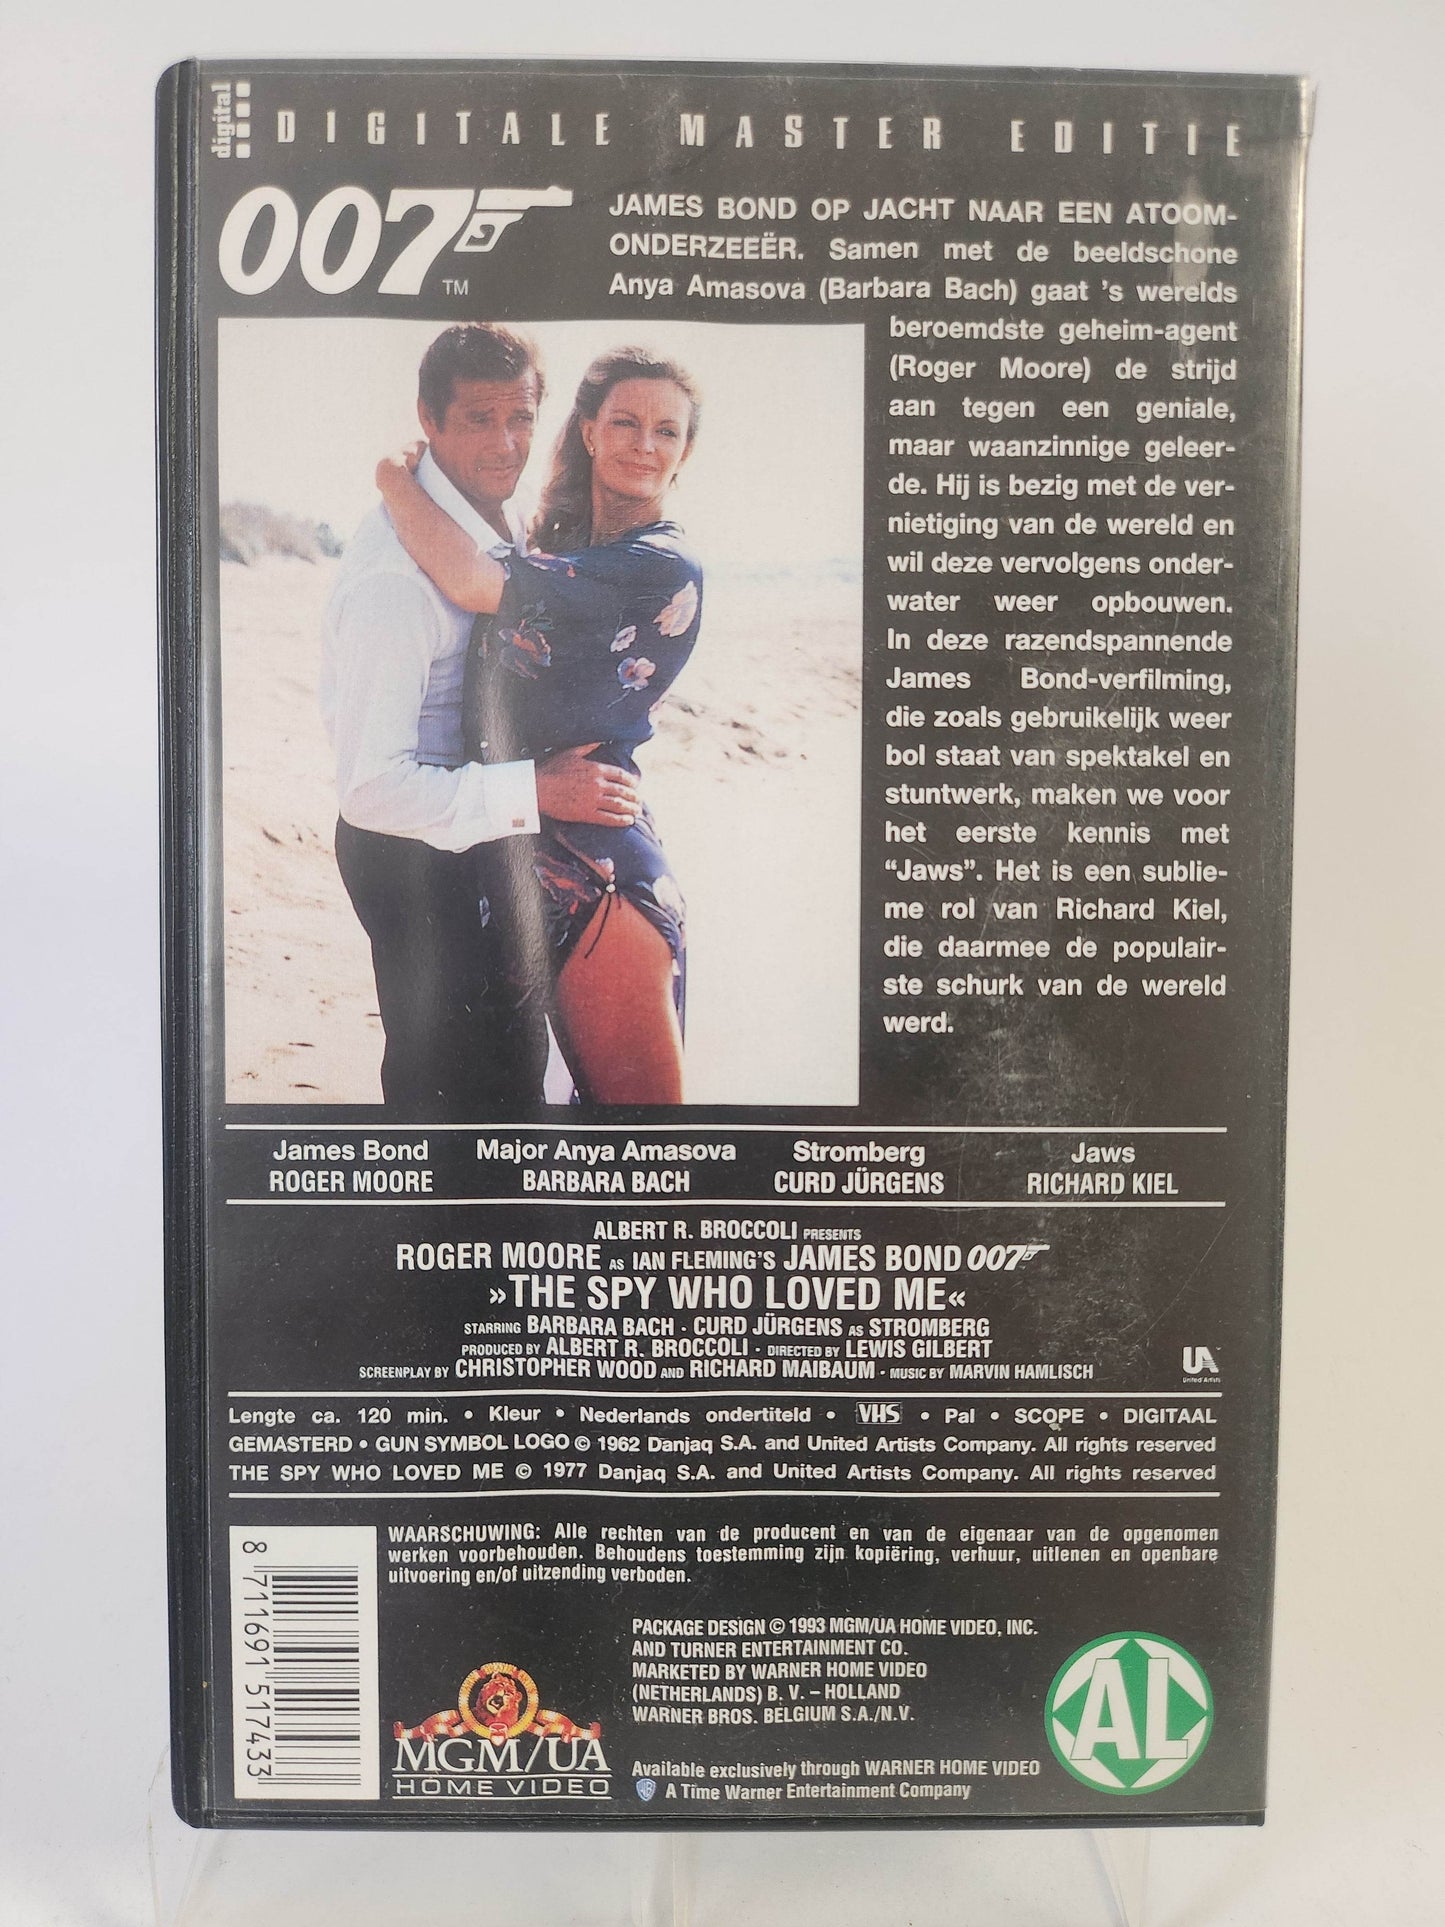 digital
DIGITALE MASTER EDITIE
007
TM
JAMES BOND OP JACHT NAAR EEN ATOOM-
ONDERZEEËR. Samen met de beeldschone
Anya Amasova (Barbara Bach) gaat 's werelds
beroemdste geheim-agent
(Roger Moore) de strijd
aan tegen een geniale,
maar waanzinnige geleer-
de. Hij is bezig met de ver-
nietiging van de wereld en
wil deze vervolgens onder-
water weer opbouwen.
In deze razendspannende
James Bond-verfilming,
die zoals gebruikelijk weer
bol staat van spektakel en
stuntwerk, maken we voor
het eerste kennis met
“Jaws”. Het is een sublie-
me rol van Richard Kiel,
die daarmee de populair-
ste schurk van de wereld
werd.
James Bond Major Anya Amasova Stromberg Jaws
ROGER MOORE BARBARA BACH CURD JÜRGENS RICHARD KIEL
ALBERT R. BROCCOLI PRESENTS
ROGER MOORE AS IAN FLEMING'S JAMES BOND 007
»THE SPY WHO LOVED ME«
STARRING BARBARA BACH · CURD JÜRGENS AS STROMBERG
PRODUCED BY ALBERT R. BROCCOLI · DIRECTED BY LEWIS GILBERT
SCREENPLAY BY CHRISTOPHER WOOD AND RICHARD MAIBAUM · MUSIC BY MARVIN HAMLISCH
UA
United Artists
Lengte ca. 120 min. • Kleur • Nederlands ondertiteld • VHS • Pal • SCOPE • DIGITAAL
GEMASTERD • GUN SYMBOL LOGO © 1962 Danjaq S.A. and United Artists Company. All rights reserved
THE SPY WHO LOVED ME © 1977 Danjaq S.A. and United Artists Company. All rights reserved
8 711691 517433
WAARSCHUWING: Alle rechten van de producent en van de eigenaar van de opgenomen
werken voorbehouden. Behoudens toestemming zijn kopiëring, verhuur, uitlenen en openbare
uitvoering en/of uitzending verboden.
PACKAGE DESIGN © 1993 MGM/UA HOME VIDEO, INC.
AND TURNER ENTERTAINMENT CO.
MARKETED BY WARNER HOME VIDEO
(NETHERLANDS) B. V. – HOLLAND
WARNER BROS. BELGIUM S.A./N.V.
MGM/UA
HOME VIDEO
Available exclusively through WARNER HOME VIDEO
A Time Warner Entertainment Company
AL